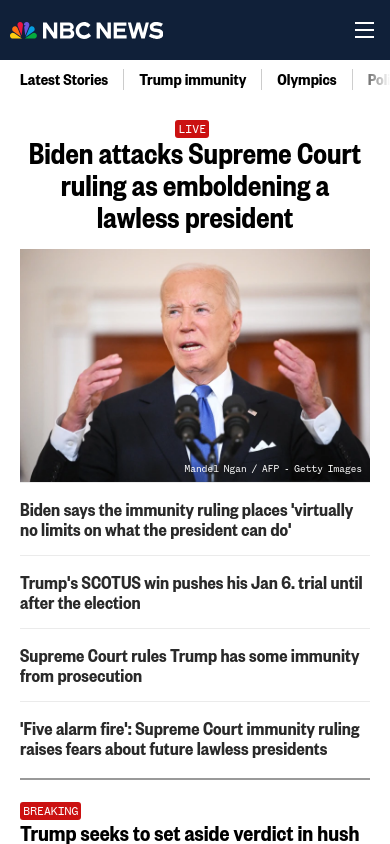 NBC NEWS
Latest Stories
Trump immunity
Olympics
LIVE
Biden attacks Supreme Court
ruling as emboldening a
lawless president
Mandel Ngan / AFP - Getty Images
Biden says the immunity ruling places 'virtually
no limits on what the president can do'
Trump's SCOTUS win pushes his Jan 6. trial until
after the election
Supreme Court rules Trump has some immunity
from prosecution
'Five alarm fire': Supreme Court immunity ruling
raises fears about future lawless presidents
BREAKING
Trump seeks to set aside verdict in hush